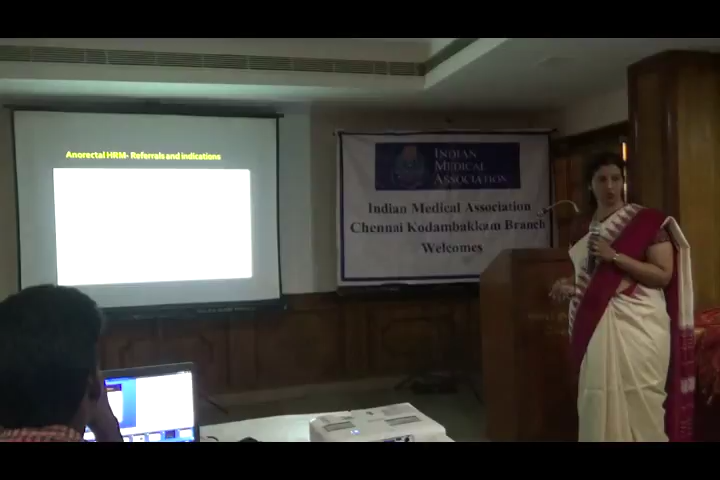 Anorectal HRM- Referrals and indications
INDIAN
MEDICAL
ASSOCIATION
Indian Medical Association
Chennai Kodambakkam Branch
Welcomes